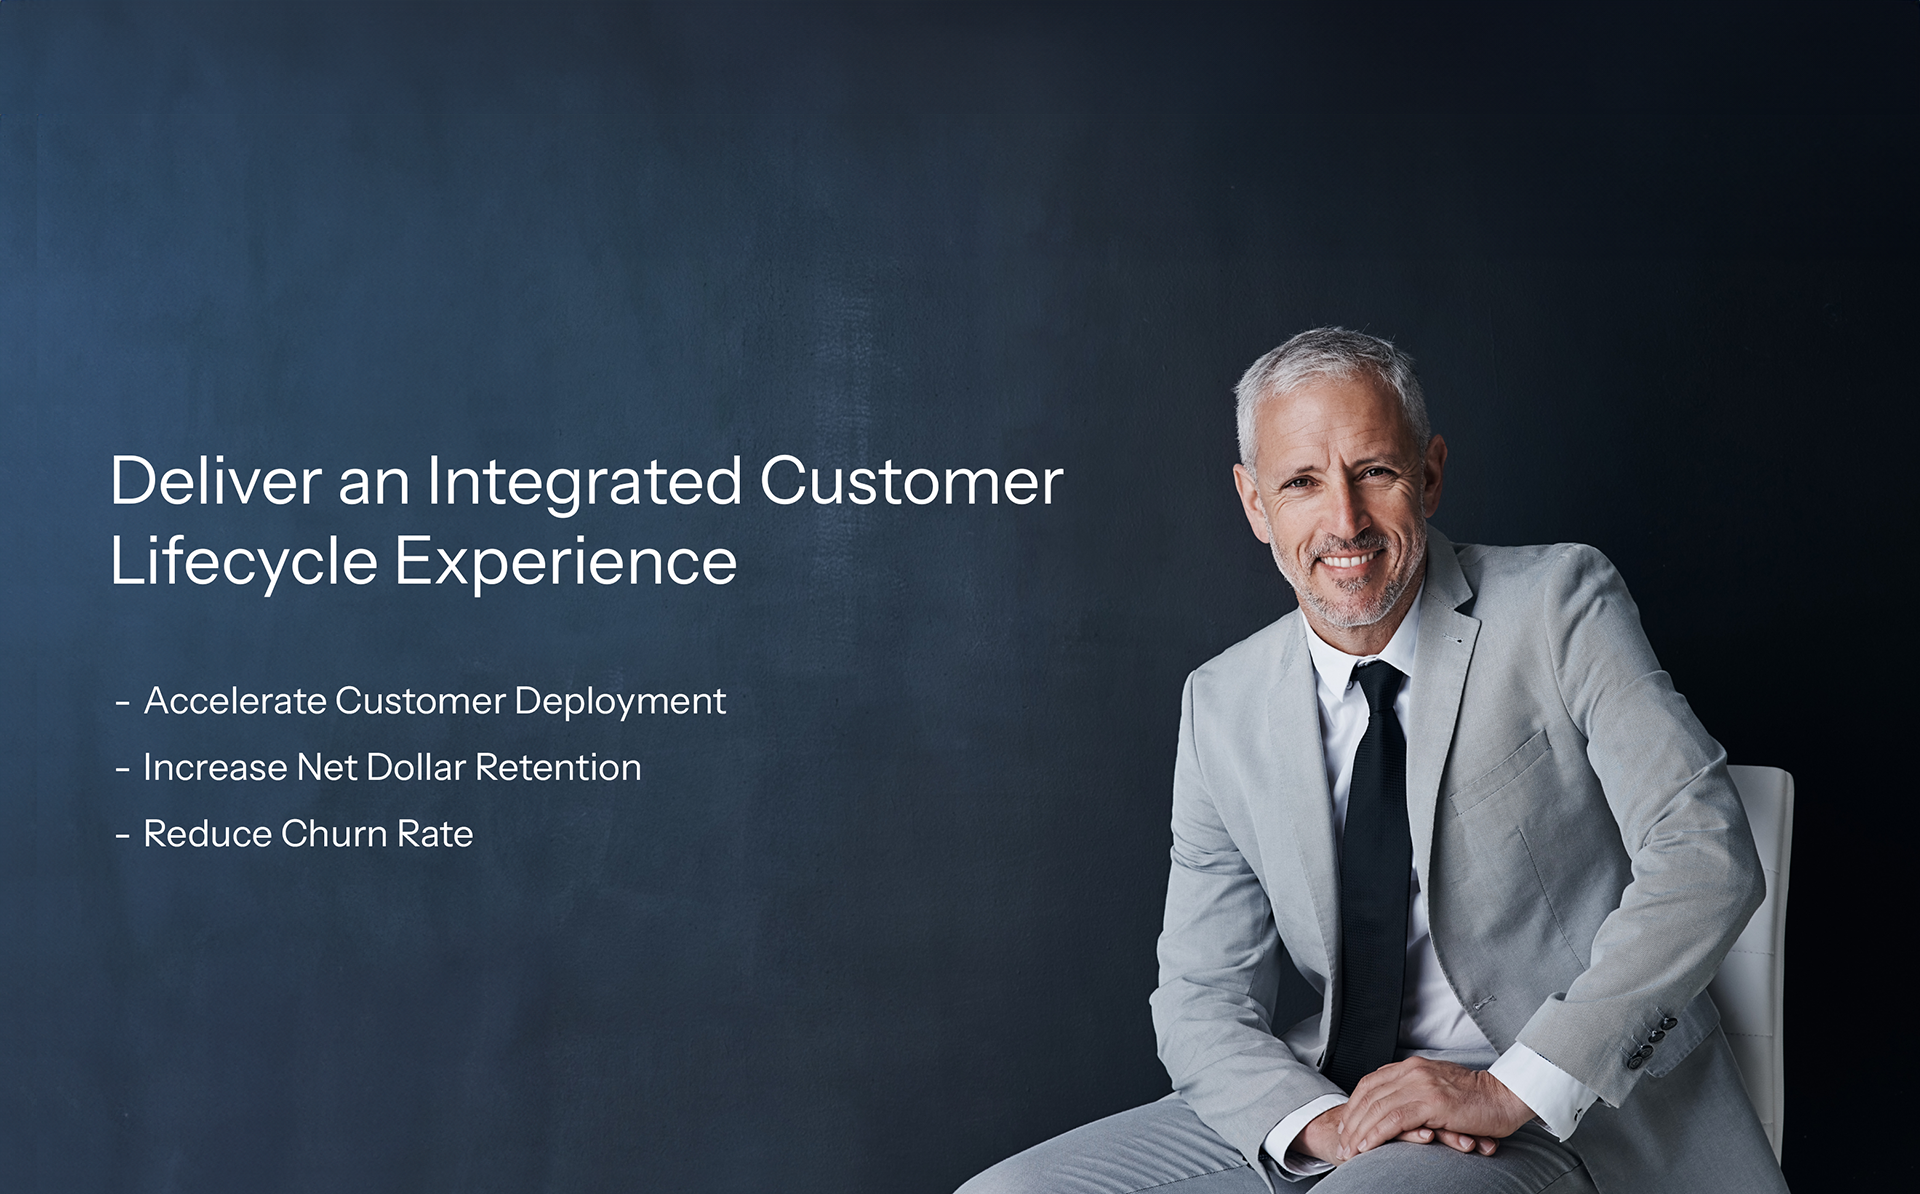 Deliver an Integrated Customer
Lifecycle Experience
- Accelerate Customer Deployment
- Increase Net Dollar Retention
- Reduce Churn Rate